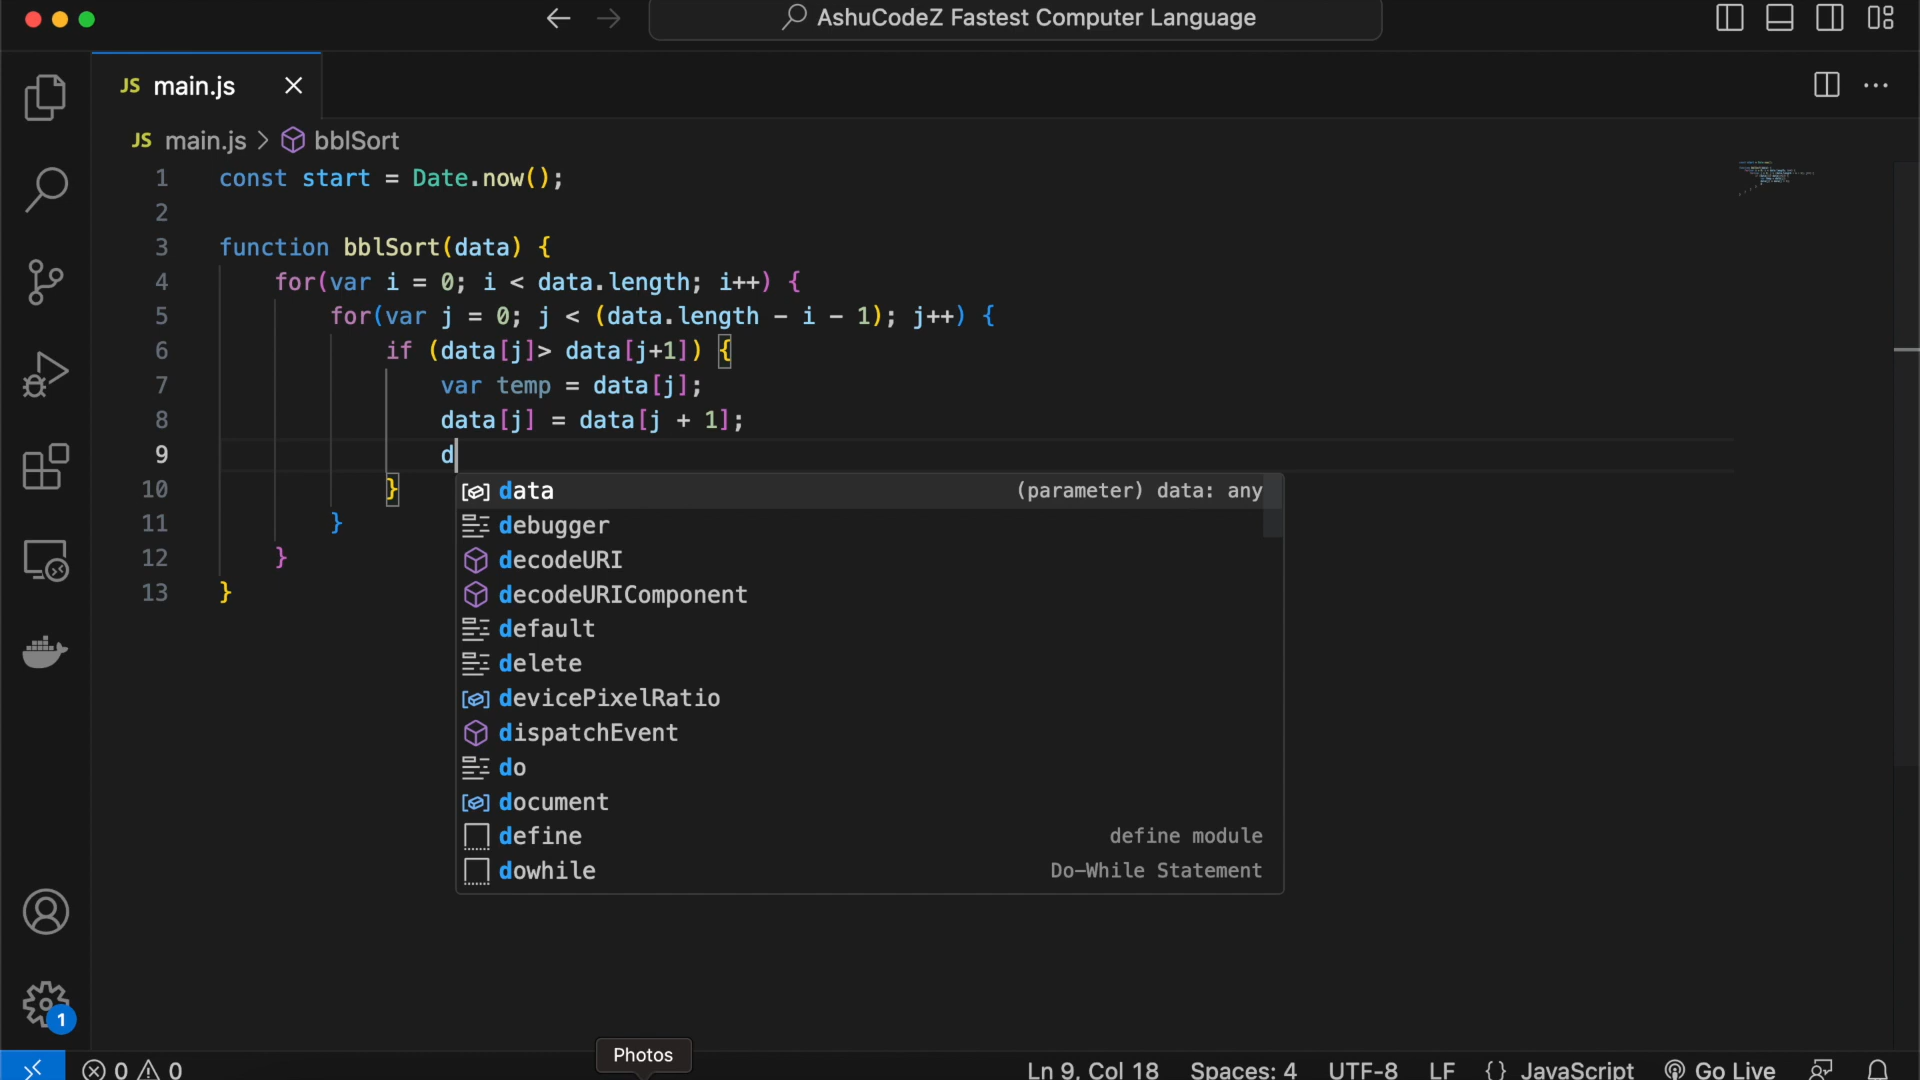 AshuCodeZ Fastest Computer Language
JS main.js
JS main.js > bblSort
1 const start = Date.now();
2
3 function bblSort(data) {
4 for(var i = 0; i < data.length; i++) {
5 for(var j = 0; j < (data.length - i - 1); j++) {
6 if (data[j]> data[j+1]) {
7 var temp = data[j];
8 data[j] = data[j + 1];
9 d
10 }
11 }
12 }
13 }
data (parameter) data: any
debugger
decodeURI
decodeURIComponent
default
delete
devicePixelRatio
dispatchEvent
do
document
define define module
dowhile Do-While Statement
1
Photos
0 0 Ln 9, Col 18 Spaces: 4 UTF-8 LF {} JavaScript Go Live